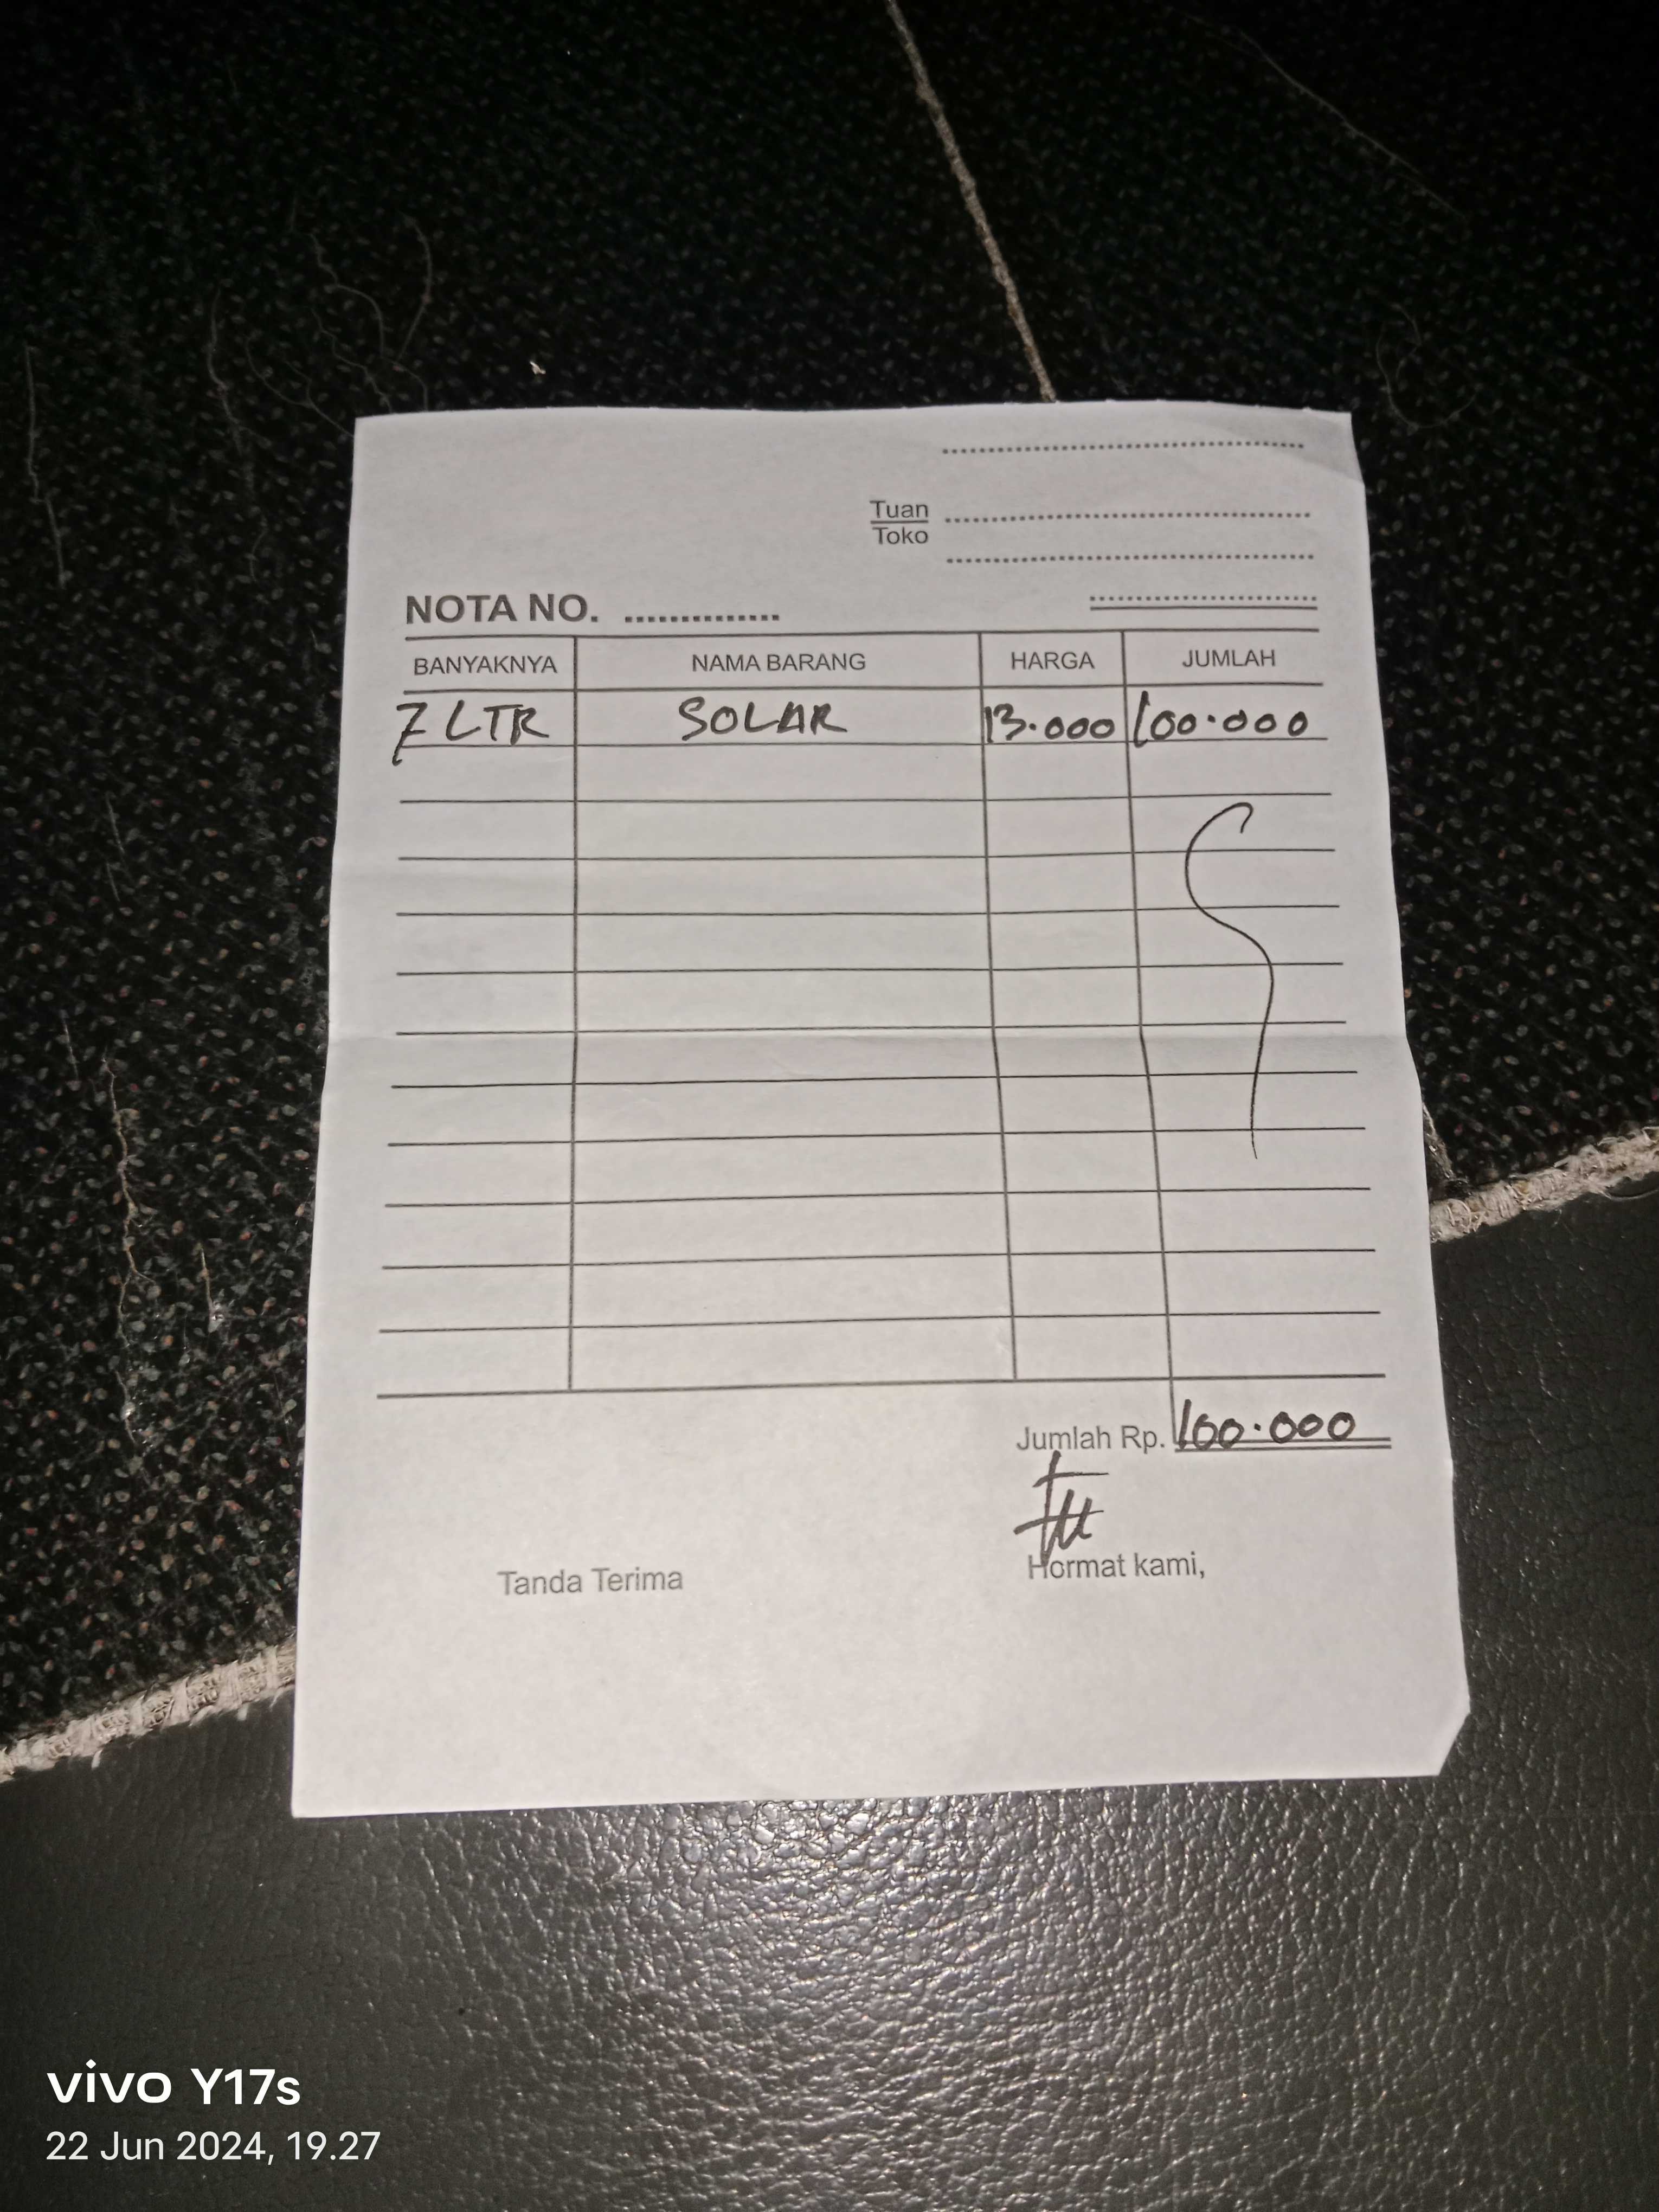 Tuan
Toko
NOTA NO. ..............
BANYAKNYA NAMA BARANG HARGA JUMLAH
7 LTR SOLAR 13.000 100.000
Jumlah Rp. 100.000
Tanda Terima Hormat kami,
vivo Y17s
22 Jun 2024, 19.27